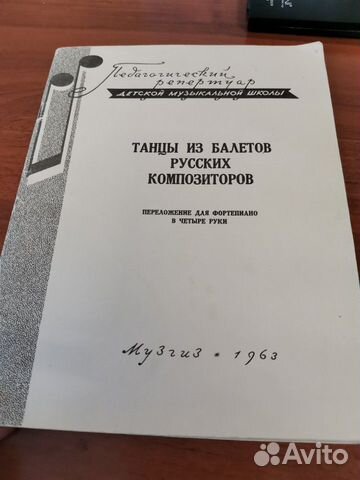 Педагогический
репертуар
ДЕТСКОЙ МУЗЫКАЛЬНОЙ ШКОЛЫ
ТАНЦЫ ИЗ БАЛЕТОВ
РУССКИХ
КОМПОЗИТОРОВ
ПЕРЕЛОЖЕНИЕ ДЛЯ ФОРТЕПИАНО
В ЧЕТЫРЕ РУКИ
Музгиз • 1963
Avito